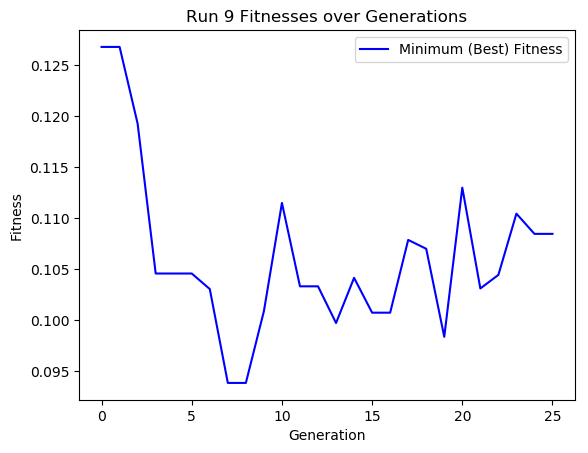 Run 9 Fitnesses over Generations
Minimum (Best) Fitness
0.125
0.120
0.115
0.110
0.105
0.100
0.095
Fitness
0 5 10 15 20 25
Generation